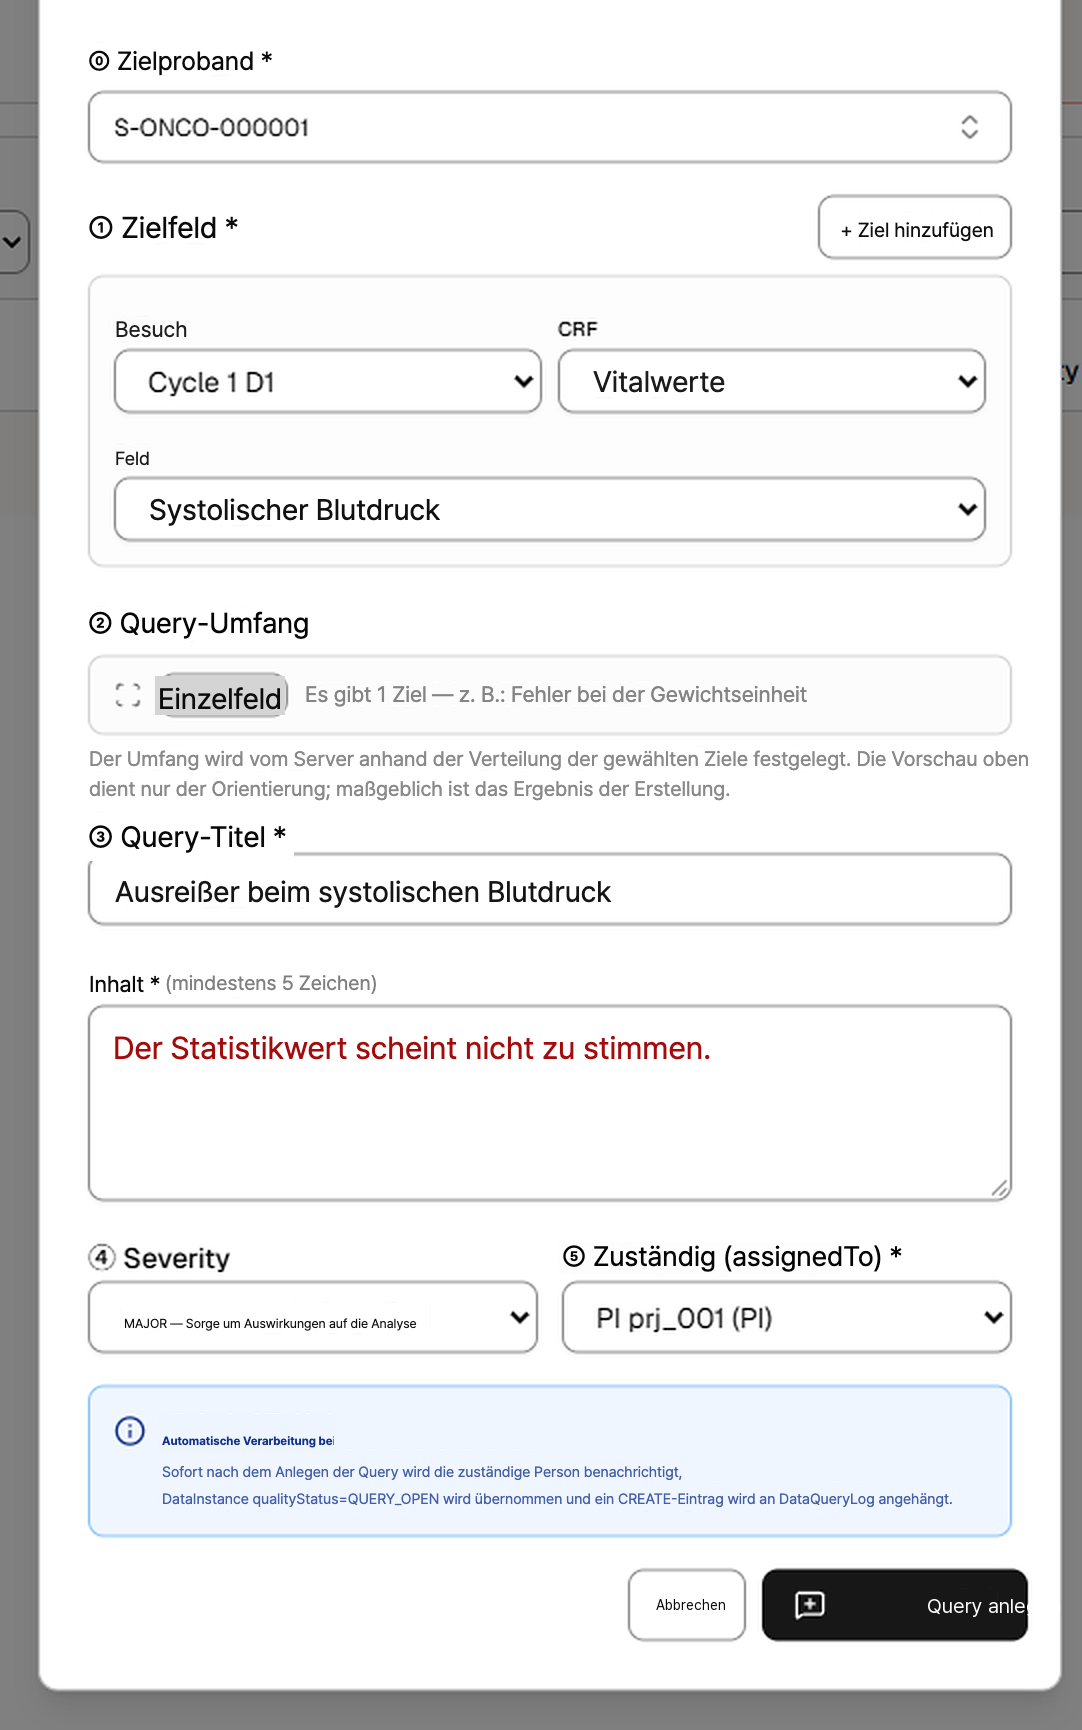 ⓪ Zielproband *
S-ONCO-000001
① Zielfeld *
+ Ziel hinzufügen
Besuch
CRF
Cycle 1 D1
Vitalwerte
Feld
Systolischer Blutdruck
② Query-Umfang
Einzelfeld Es gibt 1 Ziel — z. B.: Fehler bei der Gewichtseinheit
Der Umfang wird vom Server anhand der Verteilung der gewählten Ziele festgelegt. Die Vorschau oben
dient nur der Orientierung; maßgeblich ist das Ergebnis der Erstellung.
③ Query-Titel *
Ausreißer beim systolischen Blutdruck
Inhalt * (mindestens 5 Zeichen)
Der Statistikwert scheint nicht zu stimmen.
④ Severity
⑤ Zuständig (assignedTo) *
MAJOR — Sorge um Auswirkungen auf die Analyse
PI prj_001 (PI)
Automatische Verarbeitung bei
Sofort nach dem Anlegen der Query wird die zuständige Person benachrichtigt,
DataInstance qualityStatus=QUERY_OPEN wird übernommen und ein CREATE-Eintrag wird an DataQueryLog angehängt.
Abbrechen
Query anle